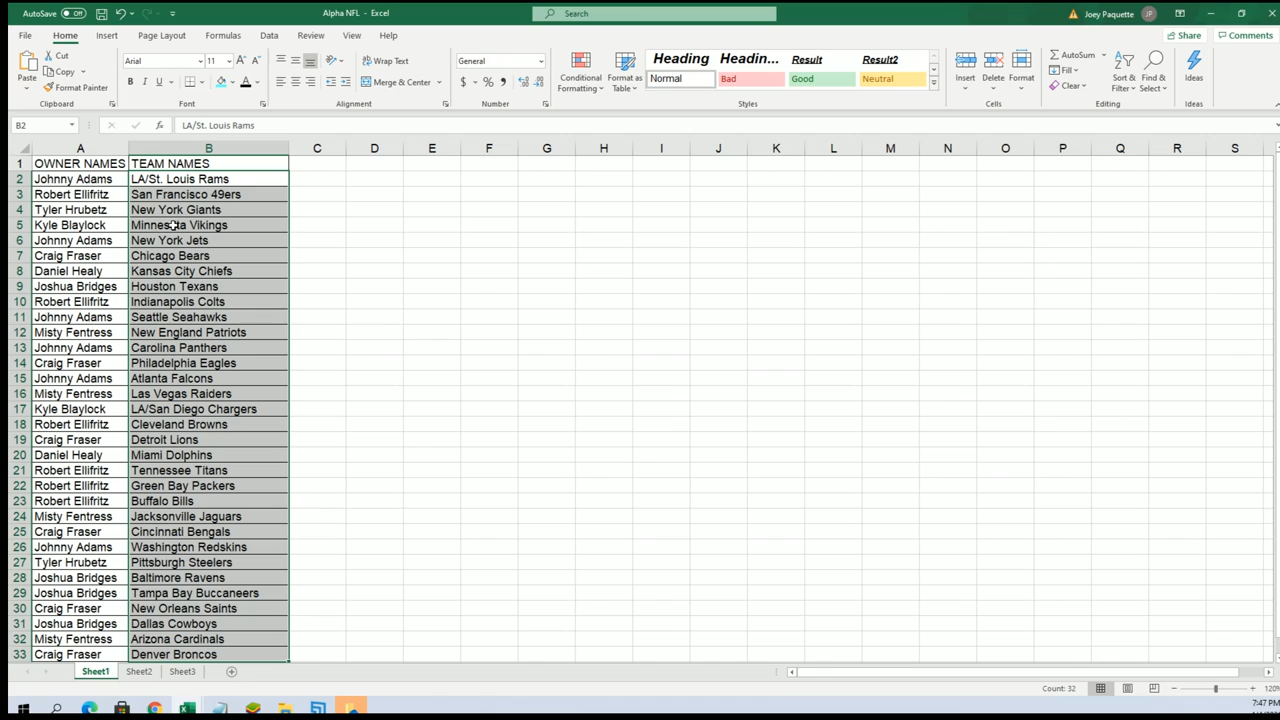 AutoSave Off Alpha NFL - Excel Search Joey Paquette JP
File Home Insert Page Layout Formulas Data Review View Help Share Comments
Cut Copy Format Painter Paste Clipboard
Arial 11 B I U A A Font
Wrap Text Merge & Center Alignment
General $ % Number
Conditional Formatting Format as Table
Heading Headin... Result Result2
Normal Bad Good Neutral
Styles
Insert Delete Format Cells
AutoSum Fill Clear Sort & Filter Find & Select Editing
Ideas Ideas
B2 fx LA/St. Louis Rams
A B C D E F G H I J K L M N O P Q R S
1 OWNER NAMES TEAM NAMES
2 Johnny Adams LA/St. Louis Rams
3 Robert Ellifritz San Francisco 49ers
4 Tyler Hrubetz New York Giants
5 Kyle Blaylock Minnesota Vikings
6 Johnny Adams New York Jets
7 Craig Fraser Chicago Bears
8 Daniel Healy Kansas City Chiefs
9 Joshua Bridges Houston Texans
10 Robert Ellifritz Indianapolis Colts
11 Johnny Adams Seattle Seahawks
12 Misty Fentress New England Patriots
13 Johnny Adams Carolina Panthers
14 Craig Fraser Philadelphia Eagles
15 Johnny Adams Atlanta Falcons
16 Misty Fentress Las Vegas Raiders
17 Kyle Blaylock LA/San Diego Chargers
18 Robert Ellifritz Cleveland Browns
19 Craig Fraser Detroit Lions
20 Daniel Healy Miami Dolphins
21 Robert Ellifritz Tennessee Titans
22 Robert Ellifritz Green Bay Packers
23 Robert Ellifritz Buffalo Bills
24 Misty Fentress Jacksonville Jaguars
25 Craig Fraser Cincinnati Bengals
26 Johnny Adams Washington Redskins
27 Tyler Hrubetz Pittsburgh Steelers
28 Joshua Bridges Baltimore Ravens
29 Joshua Bridges Tampa Bay Buccaneers
30 Craig Fraser New Orleans Saints
31 Joshua Bridges Dallas Cowboys
32 Misty Fentress Arizona Cardinals
33 Craig Fraser Denver Broncos
Sheet1 Sheet2 Sheet3
Count: 32 120%
7:47 PM